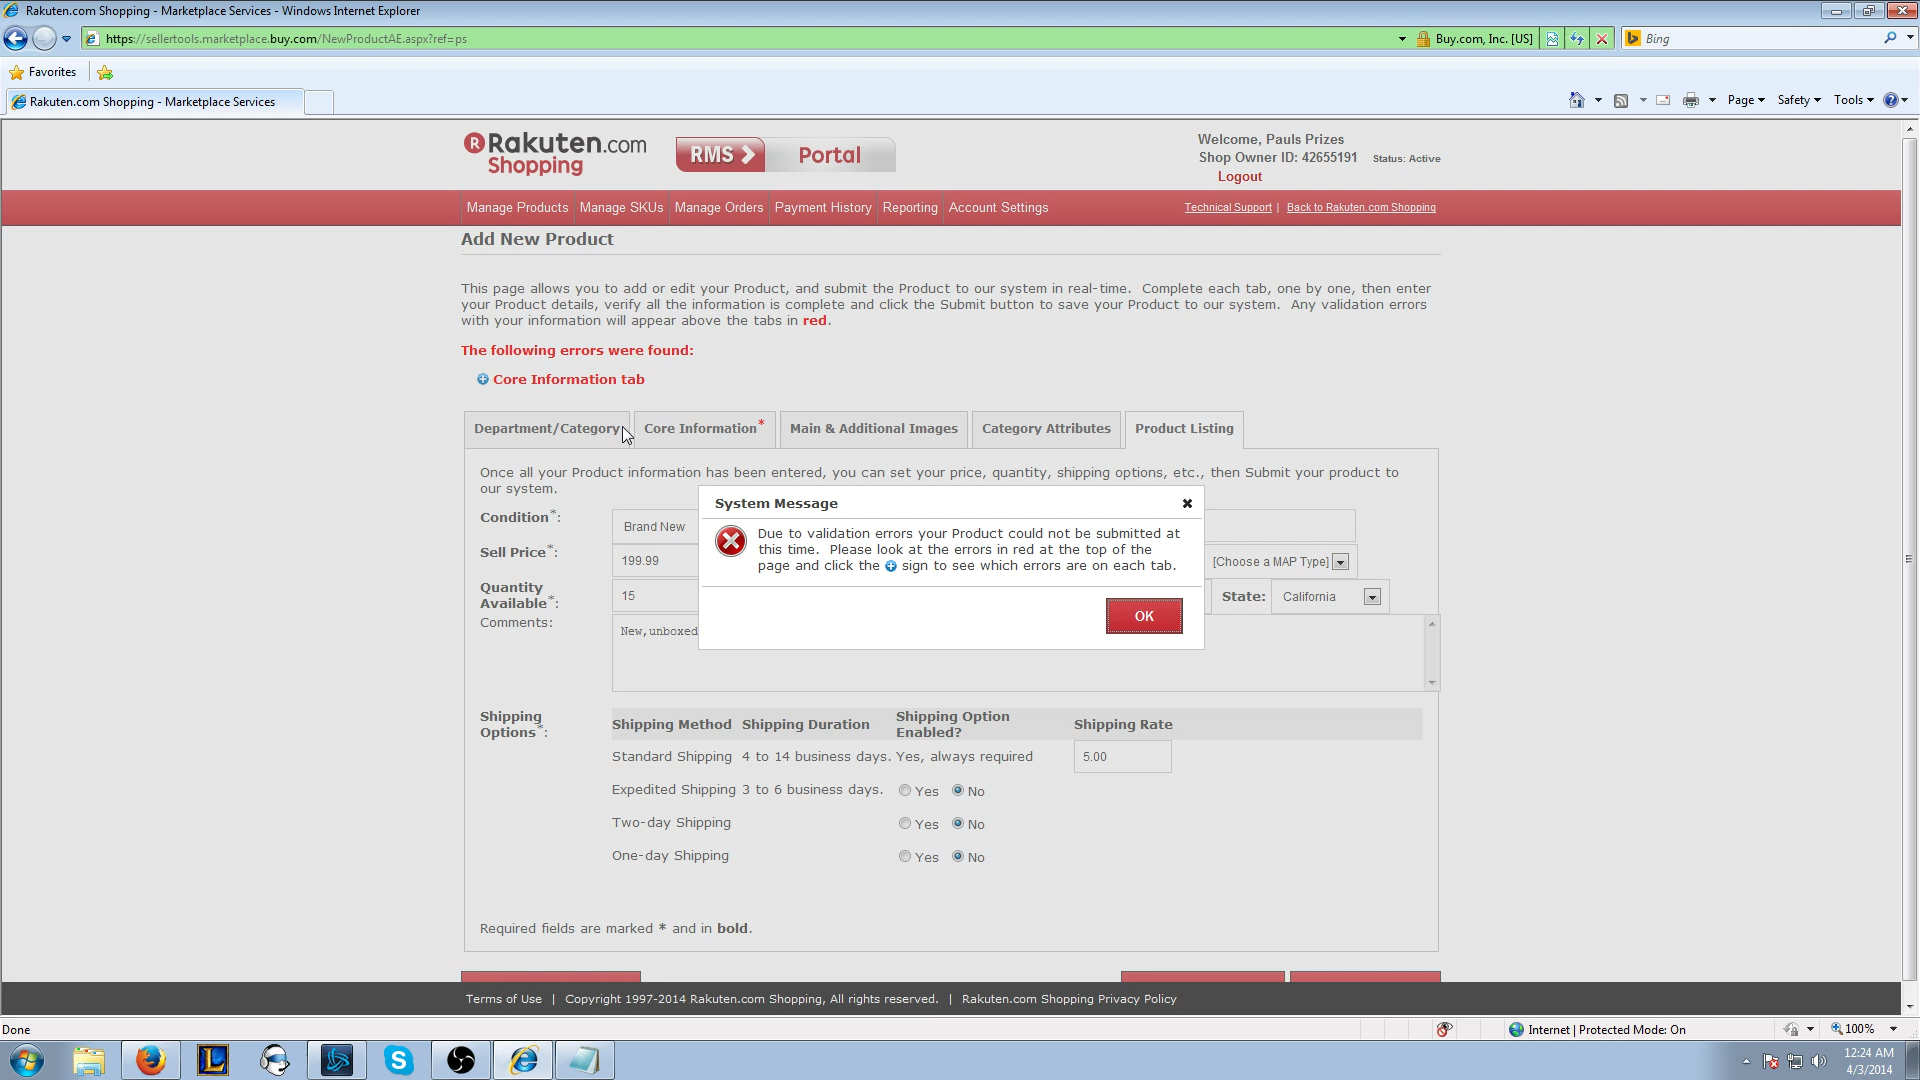 Rakuten.com Shopping - Marketplace Services - Windows Internet Explorer
https://sellertools.marketplace.buy.com/NewProductAE.aspx?ref=ps
Buy.com, Inc. [US]
Bing
Favorites
Rakuten.com Shopping - Marketplace Services
Page
Safety
Tools
Rakuten.com
Shopping
RMS
Portal
Welcome, Pauls Prizes
Shop Owner ID: 42655191 Status: Active
Logout
Manage Products Manage SKUs Manage Orders Payment History Reporting Account Settings
Technical Support | Back to Rakuten.com Shopping
Add New Product
This page allows you to add or edit your Product, and submit the Product to our system in real-time. Complete each tab, one by one, then enter
your Product details, verify all the information is complete and click the Submit button to save your Product to our system. Any validation errors
with your information will appear above the tabs in red.
The following errors were found:
Core Information tab
Department/Category
Core Information*
Main & Additional Images
Category Attributes
Product Listing
Once all your Product information has been entered, you can set your price, quantity, shipping options, etc., then Submit your product to
our system.
System Message
Due to validation errors your Product could not be submitted at
this time. Please look at the errors in red at the top of the
page and click the sign to see which errors are on each tab.
OK
Condition*: Brand New
Sell Price*: 199.99
[Choose a MAP Type]
Quantity
Available*: 15
State: California
Comments: New,unboxed
Shipping
Options*:
Shipping Method Shipping Duration Shipping Option
Enabled? Shipping Rate
Standard Shipping 4 to 14 business days. Yes, always required 5.00
Expedited Shipping 3 to 6 business days. Yes No
Two-day Shipping Yes No
One-day Shipping Yes No
Required fields are marked * and in bold.
Terms of Use | Copyright 1997-2014 Rakuten.com Shopping, All rights reserved. | Rakuten.com Shopping Privacy Policy
Done
Internet | Protected Mode: On
100%
12:24 AM
4/3/2014